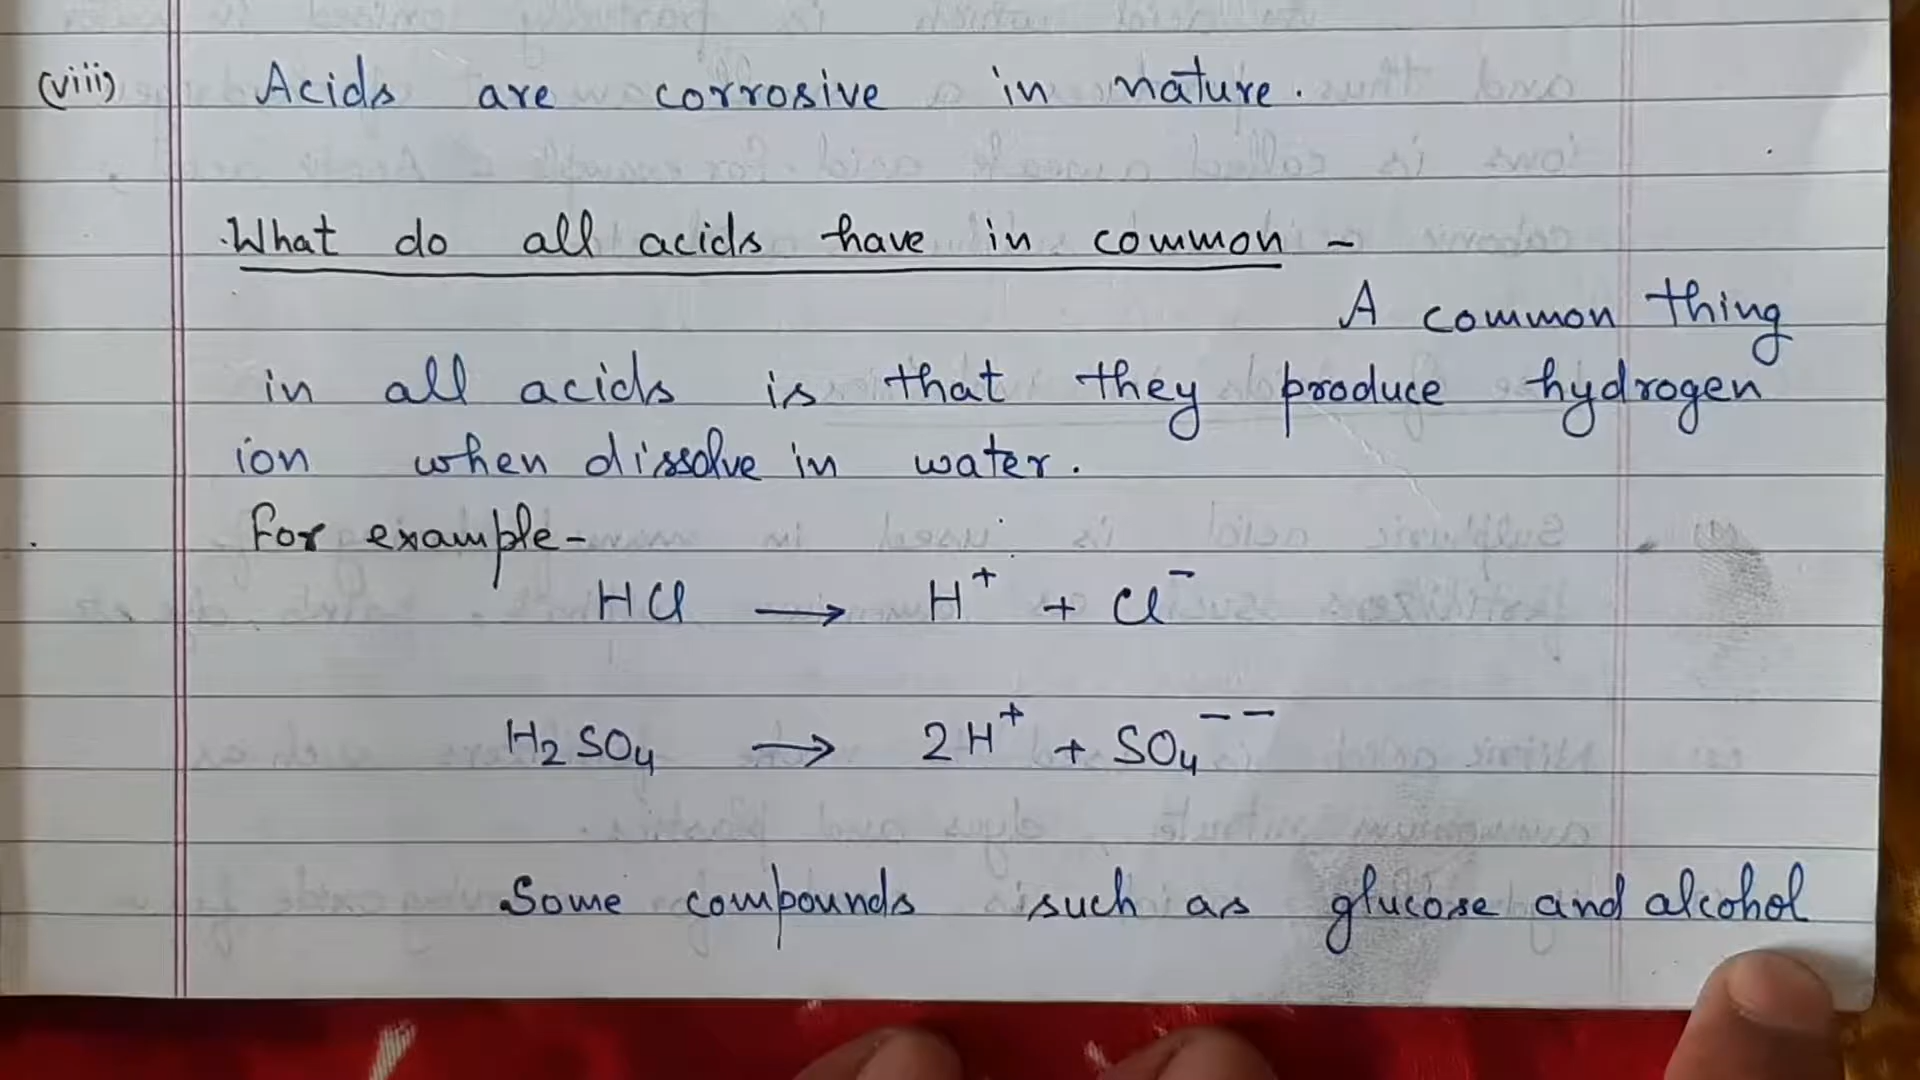 (viii) Acids are corrosive in nature.
What do all acids have in common -
A common thing
in all acids is that they produce hydrogen
ion when dissolve in water.
For example-
HCl → H⁺ + Cl⁻
H₂SO₄ → 2H⁺ + SO₄⁻⁻
Some compounds such as glucose and alcohol